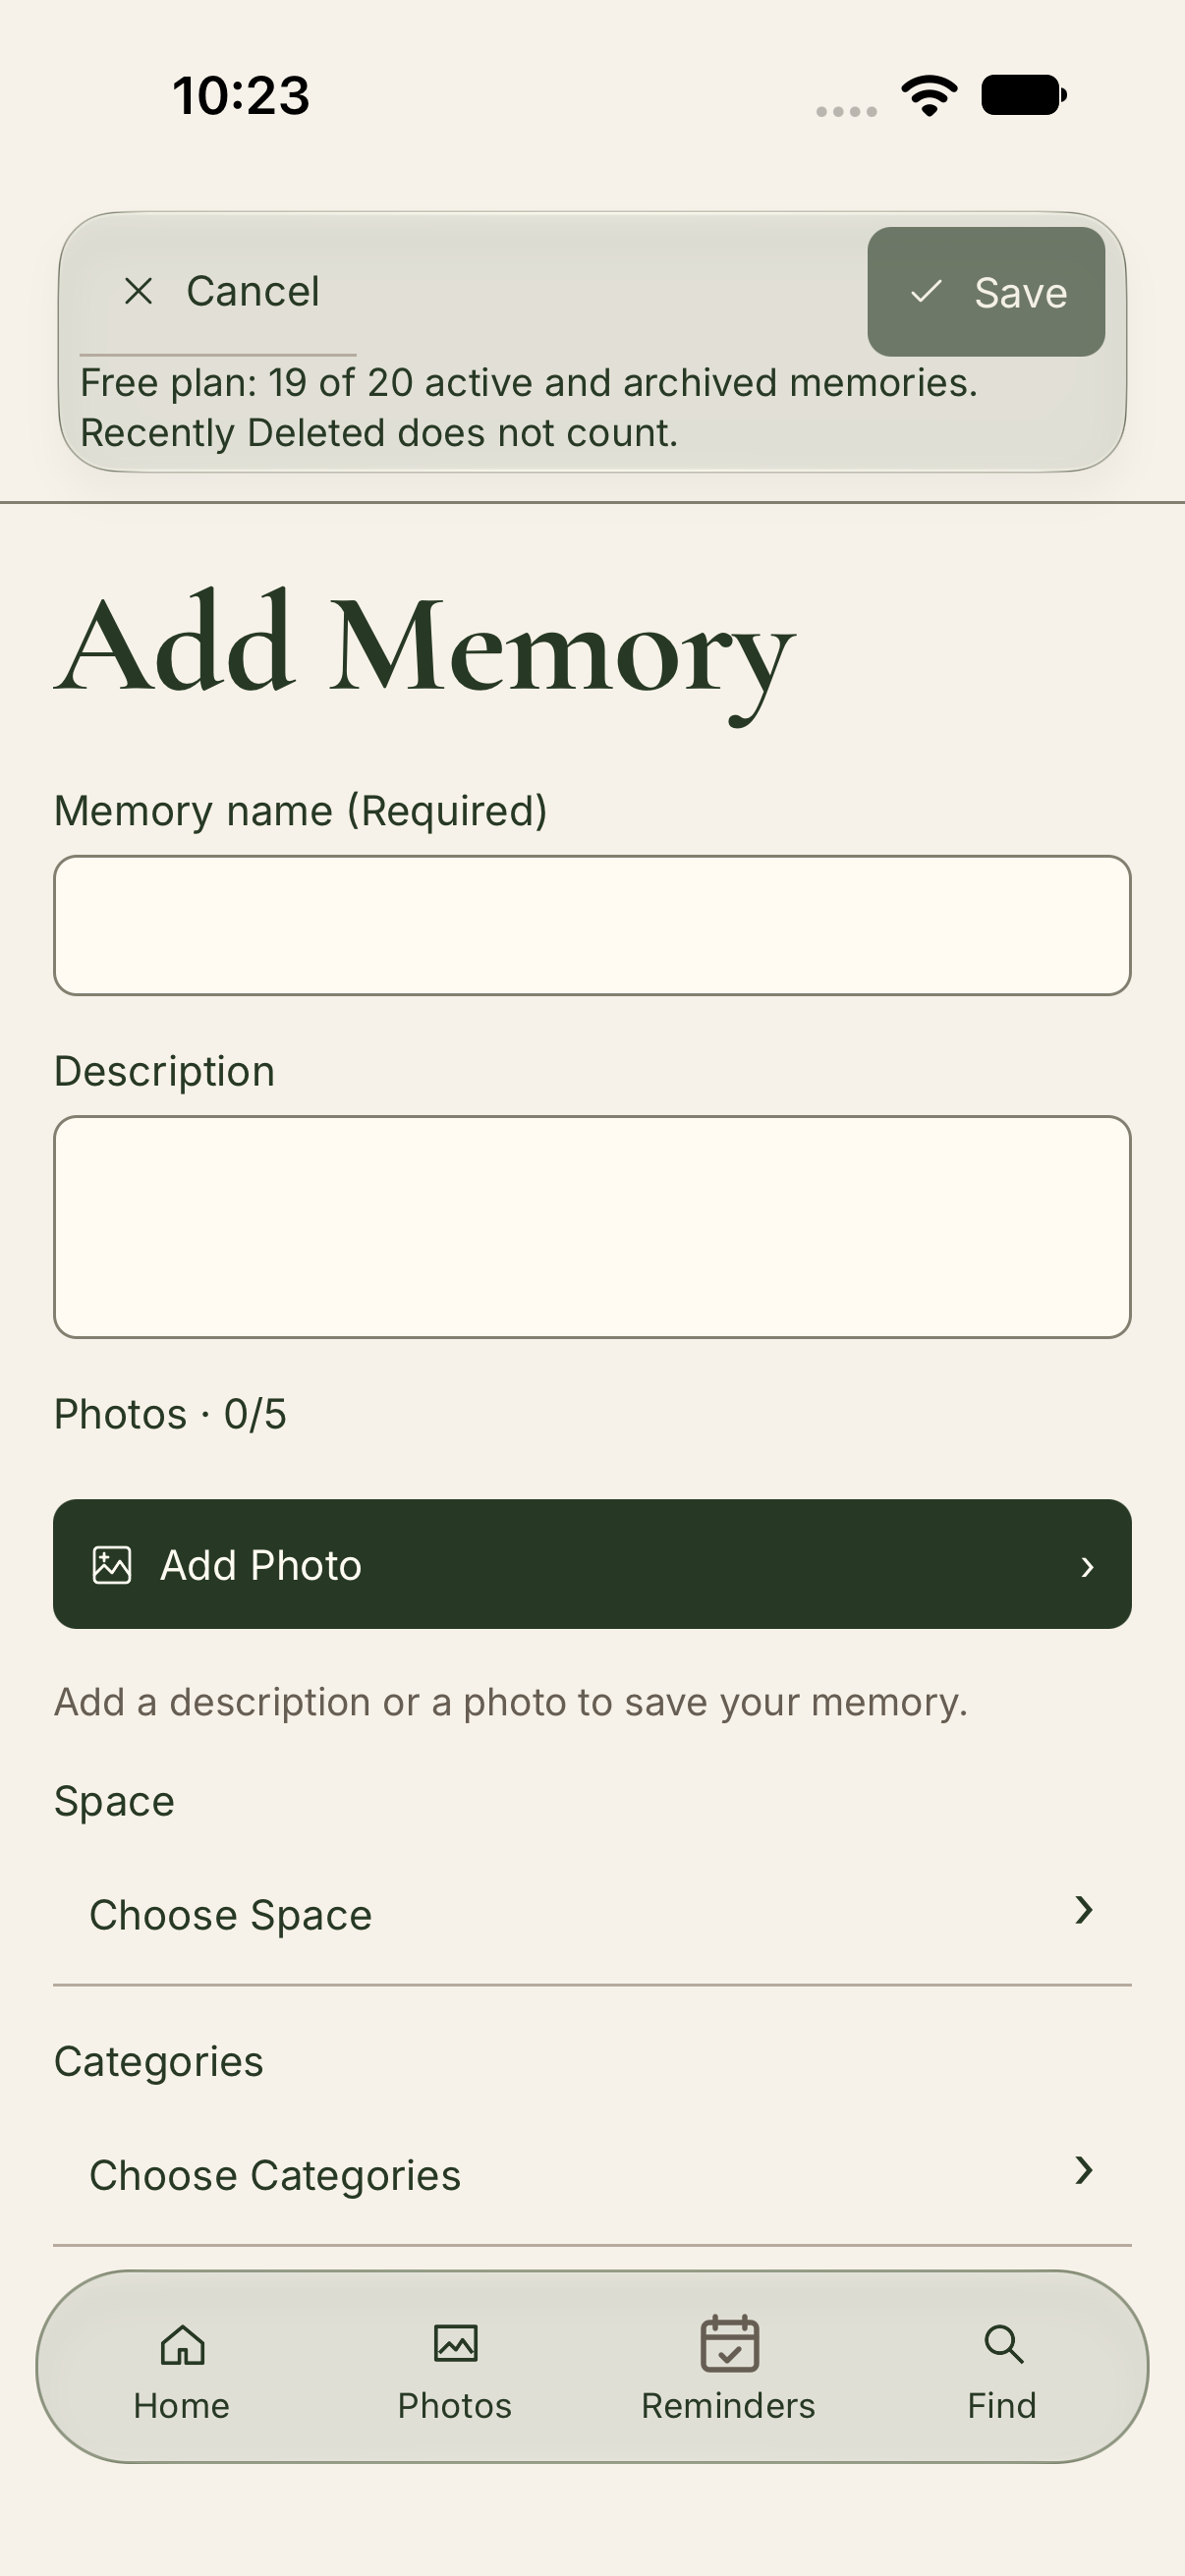 10:23
Cancel
Save
Free plan: 19 of 20 active and archived memories.
Recently Deleted does not count.
Add Memory
Memory name (Required)
Description
Photos · 0/5
Add Photo
Add a description or a photo to save your memory.
Space
Choose Space
Categories
Choose Categories
Home
Photos
Reminders
Find